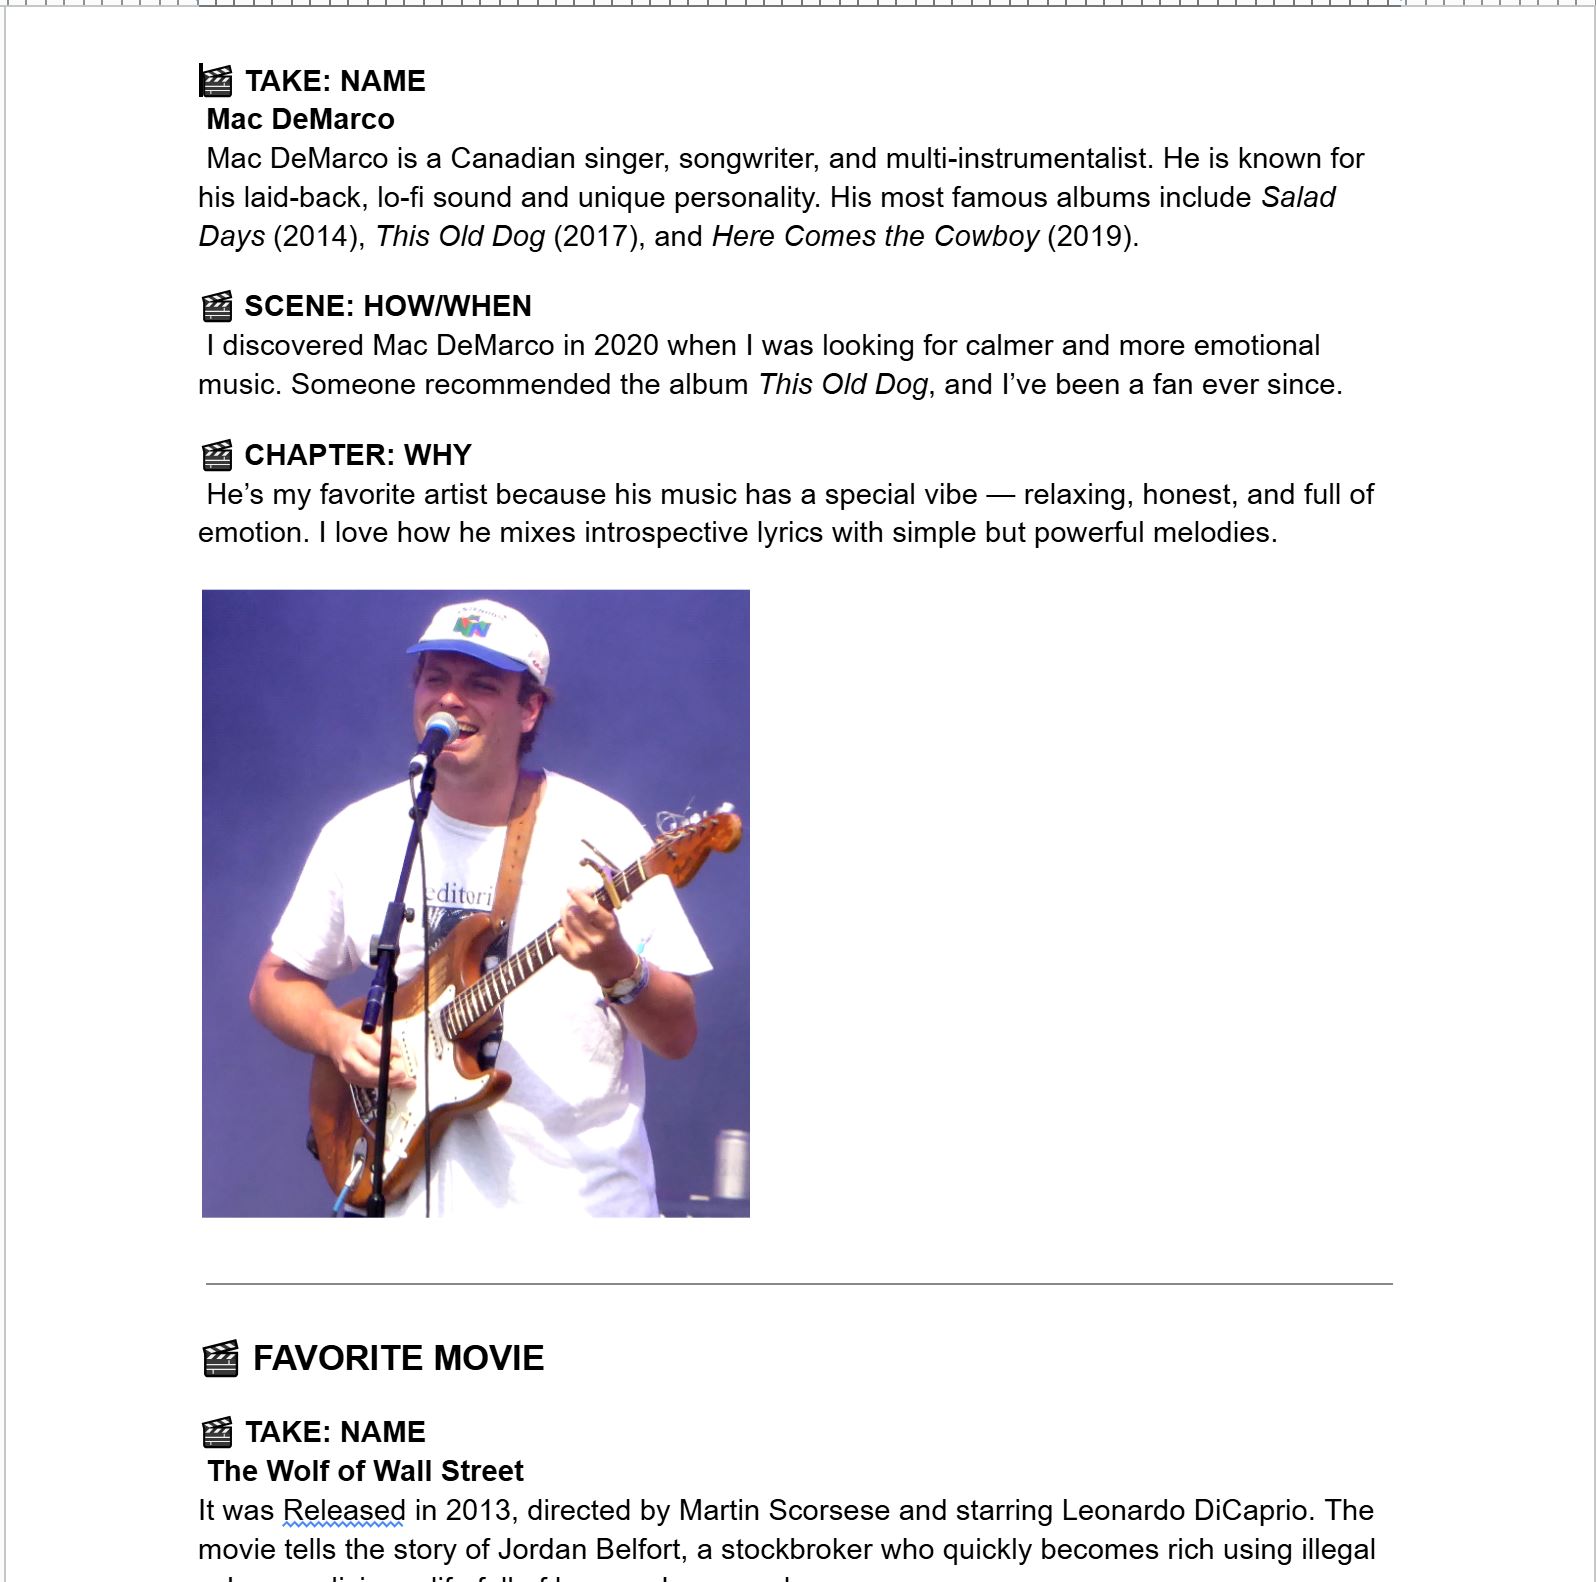 TAKE: NAME
Mac DeMarco
Mac DeMarco is a Canadian singer, songwriter, and multi-instrumentalist. He is known for
his laid-back, lo-fi sound and unique personality. His most famous albums include Salad
Days (2014), This Old Dog (2017), and Here Comes the Cowboy (2019).
SCENE: HOW/WHEN
I discovered Mac DeMarco in 2020 when I was looking for calmer and more emotional
music. Someone recommended the album This Old Dog, and I’ve been a fan ever since.
CHAPTER: WHY
He’s my favorite artist because his music has a special vibe — relaxing, honest, and full of
emotion. I love how he mixes introspective lyrics with simple but powerful melodies.
editori
FAVORITE MOVIE
TAKE: NAME
The Wolf of Wall Street
It was Released in 2013, directed by Martin Scorsese and starring Leonardo DiCaprio. The
movie tells the story of Jordan Belfort, a stockbroker who quickly becomes rich using illegal